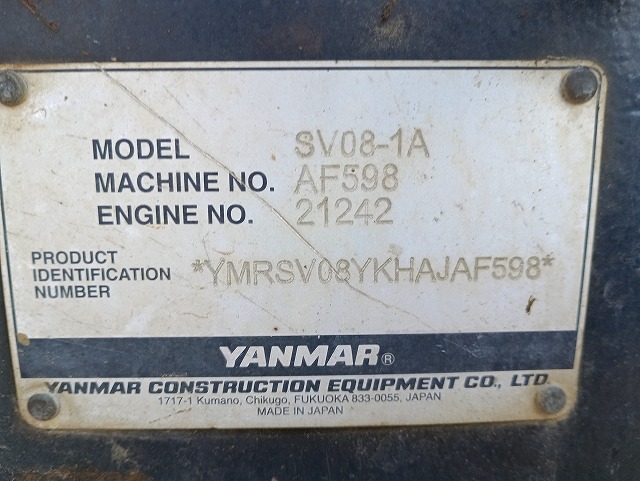 MODEL SV08-1A
MACHINE NO. AF598
ENGINE NO. 21242
PRODUCT
IDENTIFICATION
NUMBER
*YMRSV08YKHAJAF598*
YANMAR®
YANMAR CONSTRUCTION EQUIPMENT CO., LTD.
1717-1 Kumano, Chikugo, FUKUOKA 833-0055, JAPAN
MADE IN JAPAN